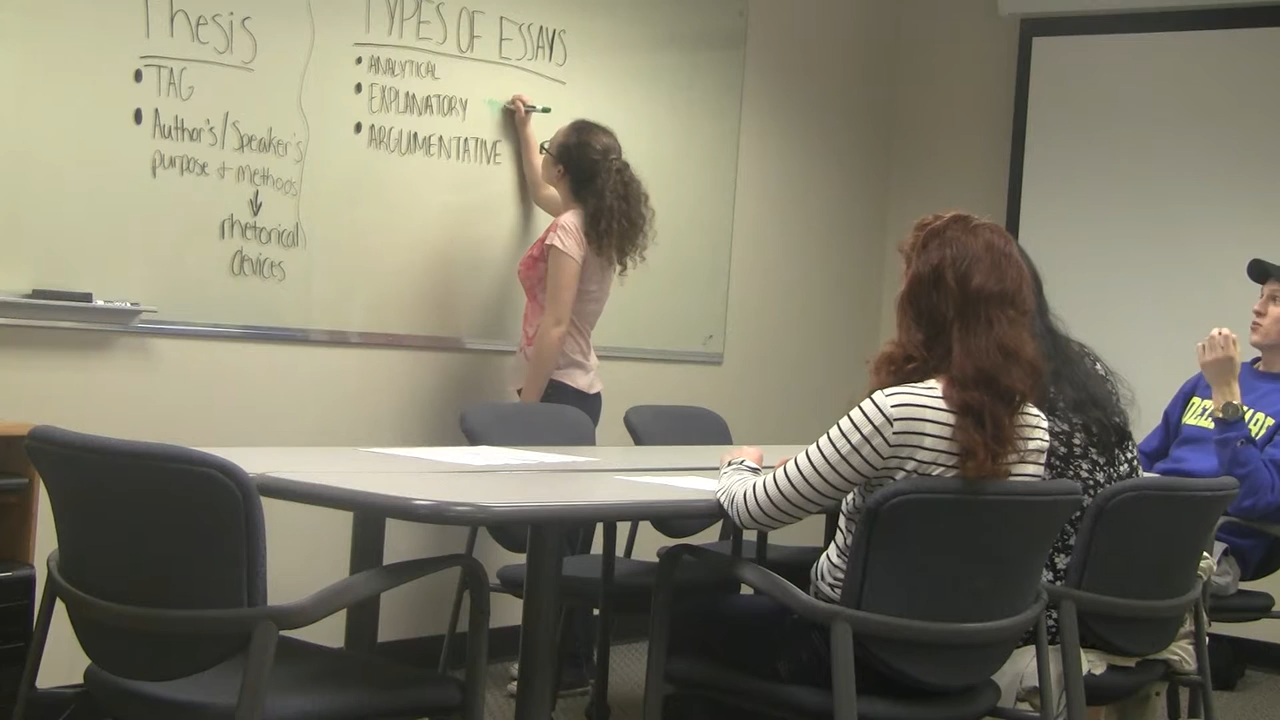 Thesis
• TAG
• Author's/Speaker's
purpose + methods
↓
rhetorical
devices
TYPES OF ESSAYS
• ANALYTICAL
• EXPLANATORY
• ARGUMENTATIVE